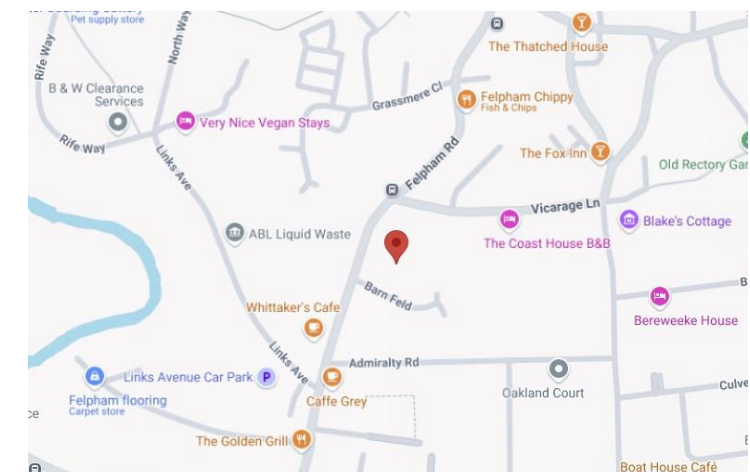 Pet supply store
The Thatched House
Rife Way
North Way
B & W Clearance
Services
Grassmere Cl
Felpham Chippy
Fish & Chips
Very Nice Vegan Stays
Rife Way
Links Ave
Felpham Rd
The Fox Inn
Old Rectory Gar
Vicarage Ln
ABL Liquid Waste
The Coast House B&B
Blake's Cottage
Barn Feld
B
Whittaker's Cafe
Bereweeke House
Links Ave
Admiralty Rd
Links Avenue Car Park
P
Oakland Court
Culve
Felpham flooring
Carpet store
Caffe Grey
ce
The Golden Grill
E
Boat House Café